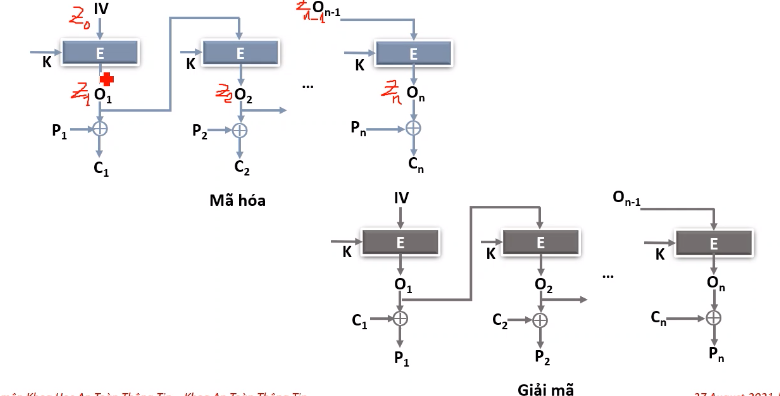 Z₀ IV Z n-1 Oₙ₋₁
K E K E K E
Z₁ O₁ Z₂ O₂ ... Zₙ Oₙ
P₁ P₂ Pₙ
C₁ C₂ Cₙ
Mã hóa
IV Oₙ₋₁
K E K E K E
O₁ O₂ ... Oₙ
C₁ C₂ Cₙ
P₁ P₂ Pₙ
Giải mã